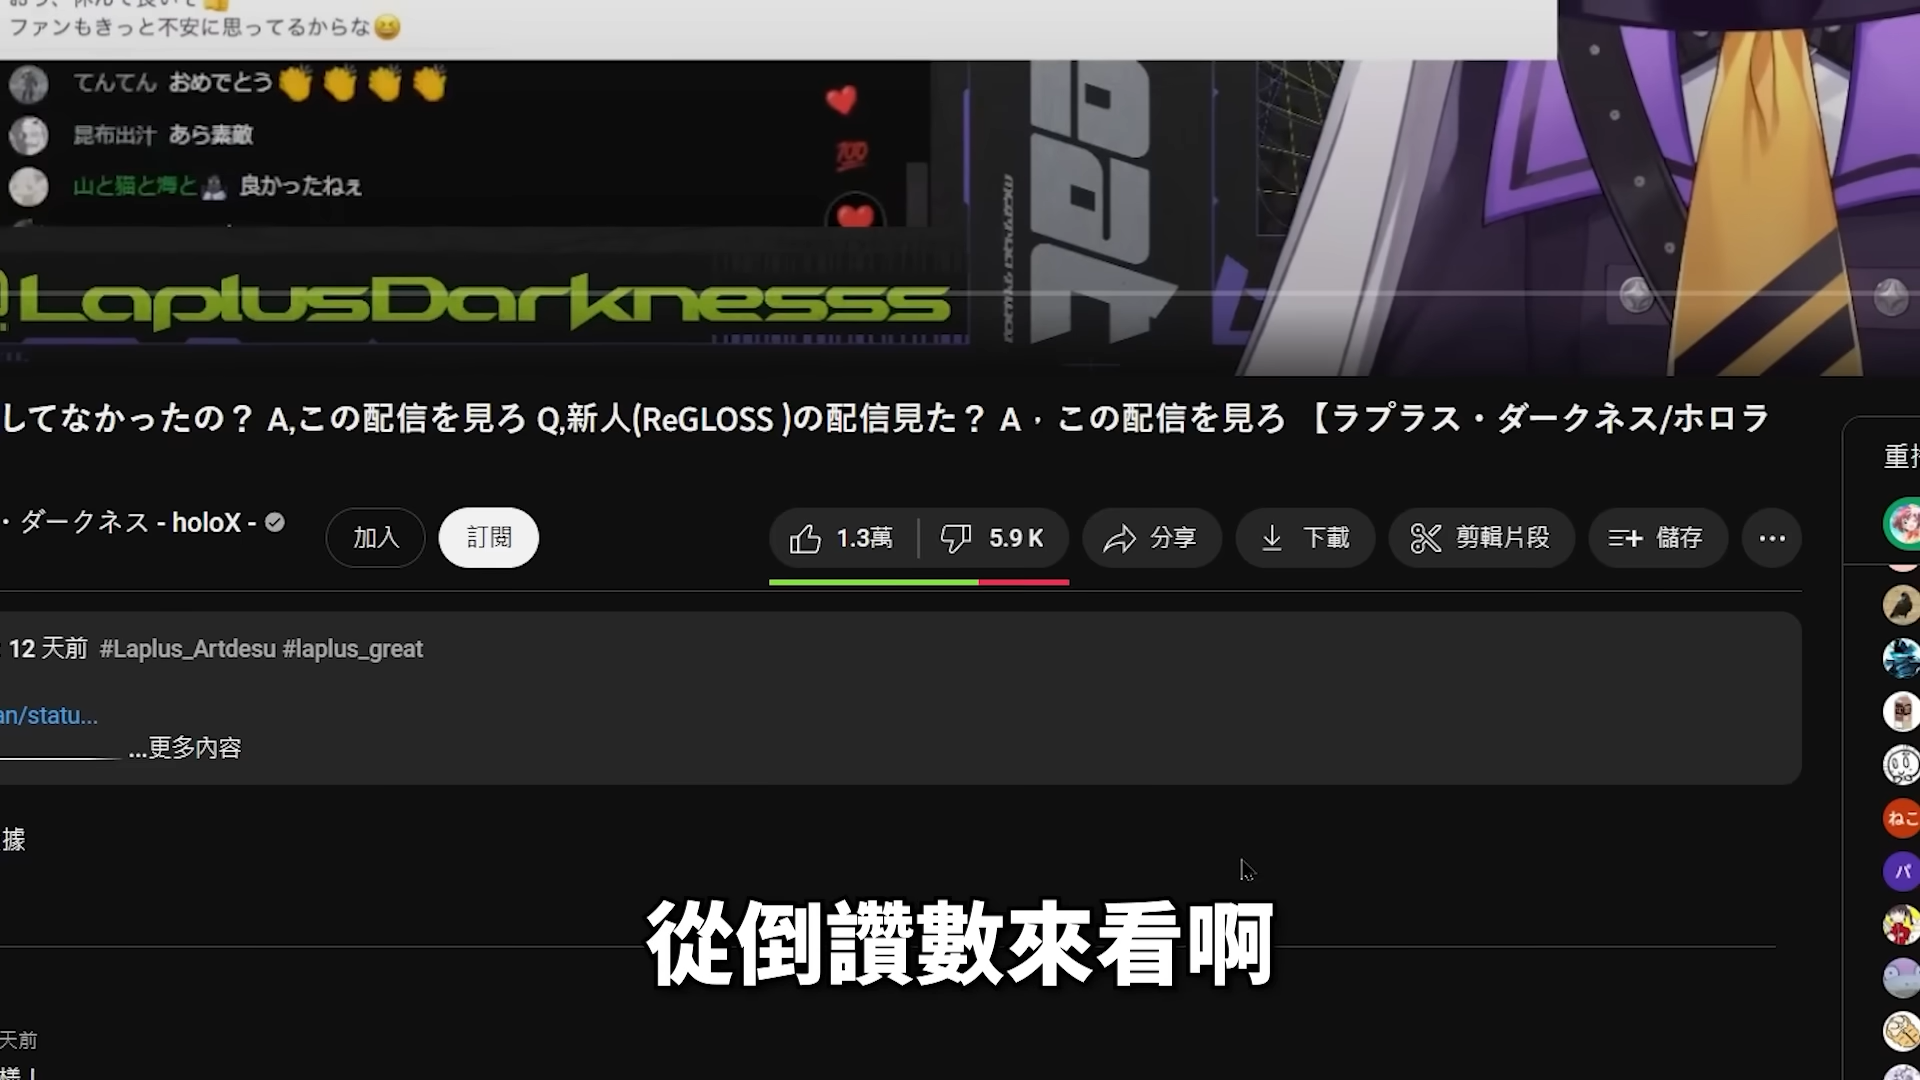 ファンもきっと不安に思ってるからな😆
てんてん おめでとう👏👏👏👏
昆布出汁 あら素敵
山と猫と海と 良かったねぇ
@LaplusDarknesss
してなかったの？ A,この配信を見ろ Q,新人(ReGLOSS )の配信見た？ A，この配信を見ろ 【ラプラス・ダークネス/ホロラ
・ダークネス - holoX -
加入
訂閱
1.3萬
5.9 K
分享
下載
剪輯片段
儲存
12 天前 #Laplus_Artdesu #laplus_great
an/statu...
...更多內容
據
從倒讚數來看啊
天前
ねこ
パ